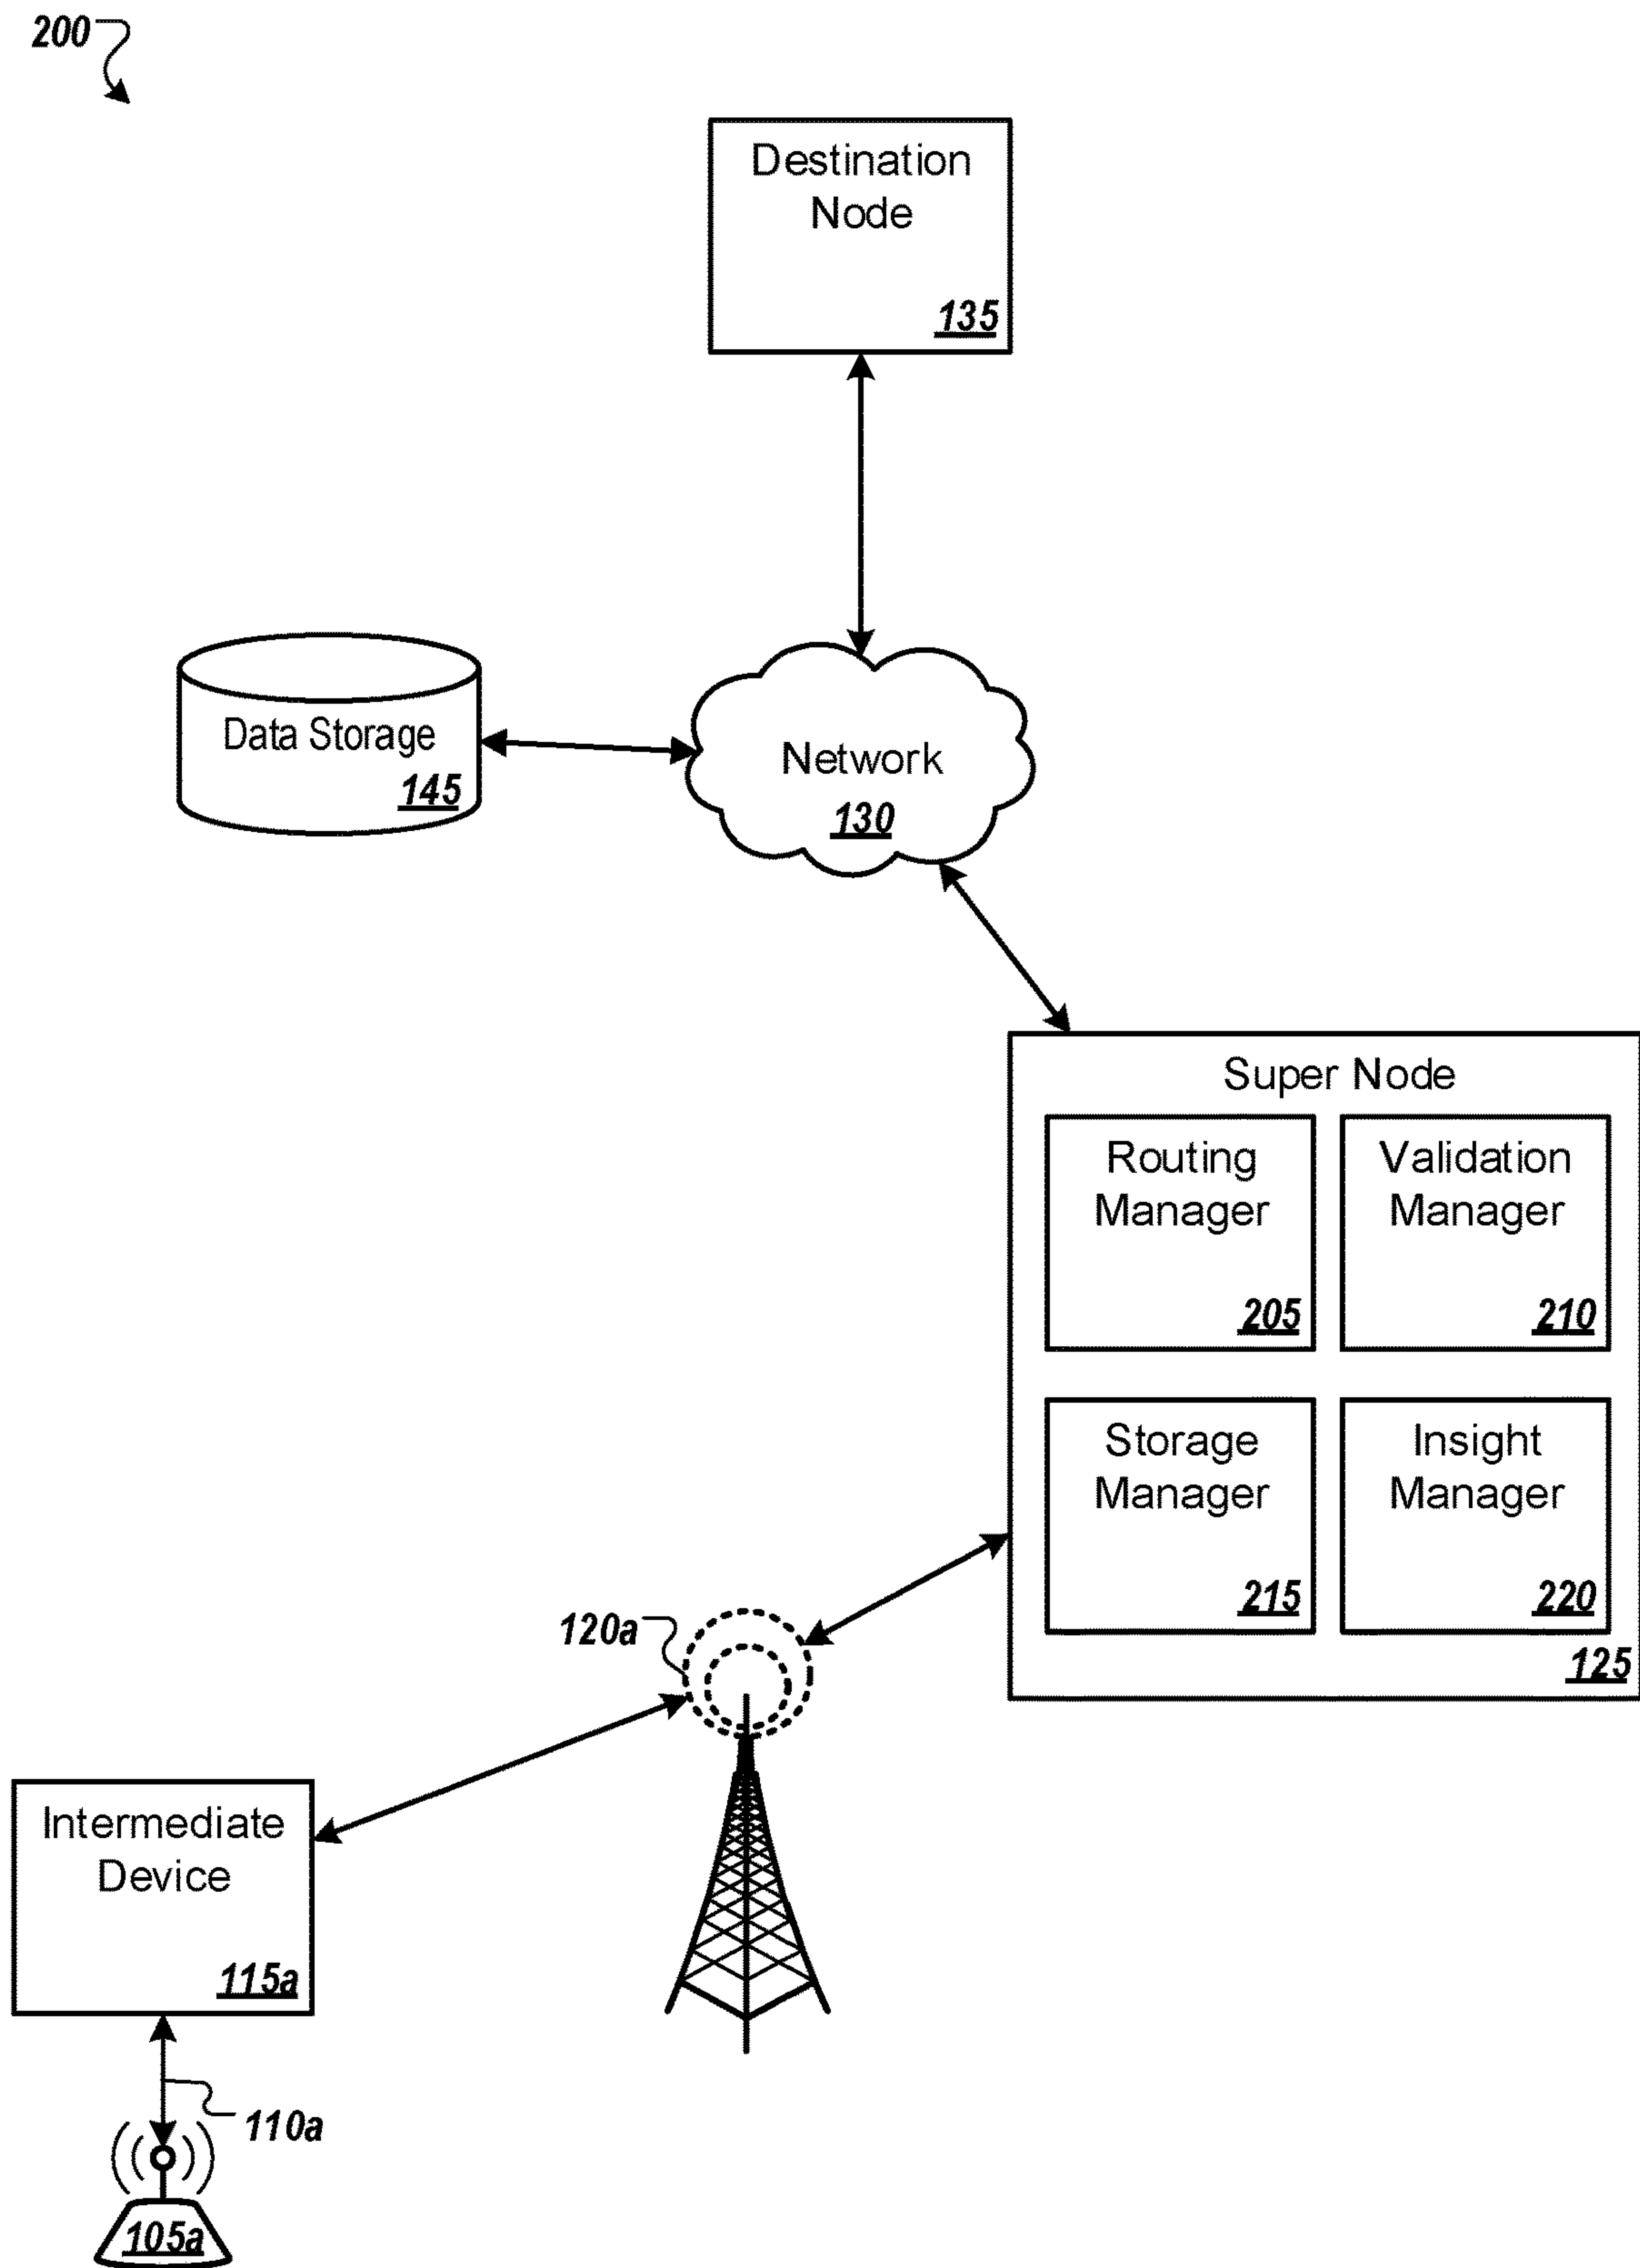 200
Destination
Node
135
Data Storage
145
Network
130
Super Node
Routing
Manager
205
Validation
Manager
210
Storage
Manager
215
Insight
Manager
220
125
120a
Intermediate
Device
115a
110a
105a